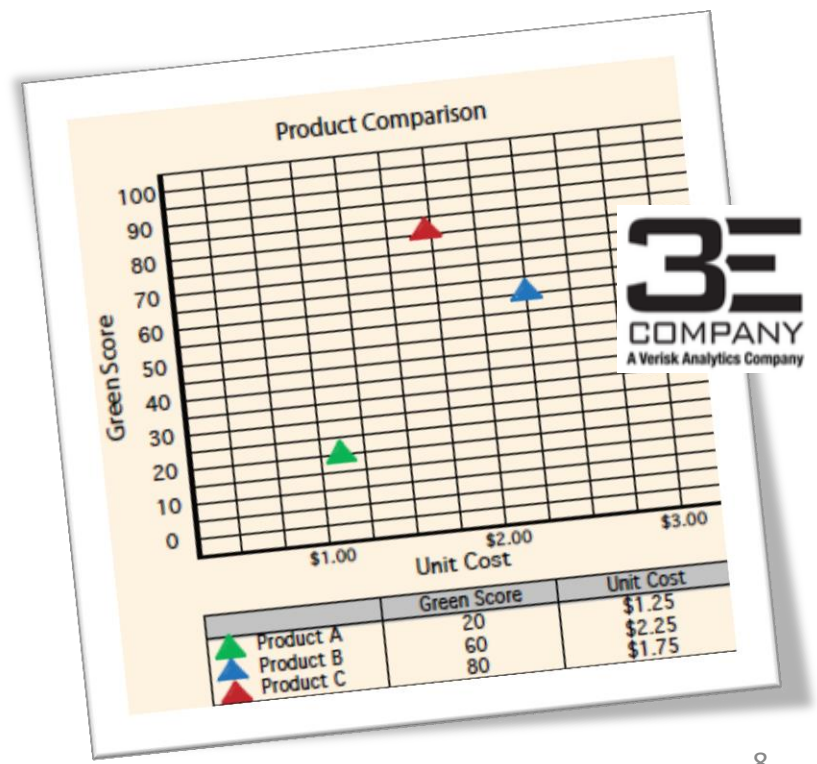 Product Comparison
100
90
80
70
60
50
40
30
20
10
0
Green Score
$1.00
$2.00
$3.00
Unit Cost
3E
COMPANY
A Verisk Analytics Company
Green Score Unit Cost
Product A 20 $1.25
Product B 60 $2.25
Product C 80 $1.75